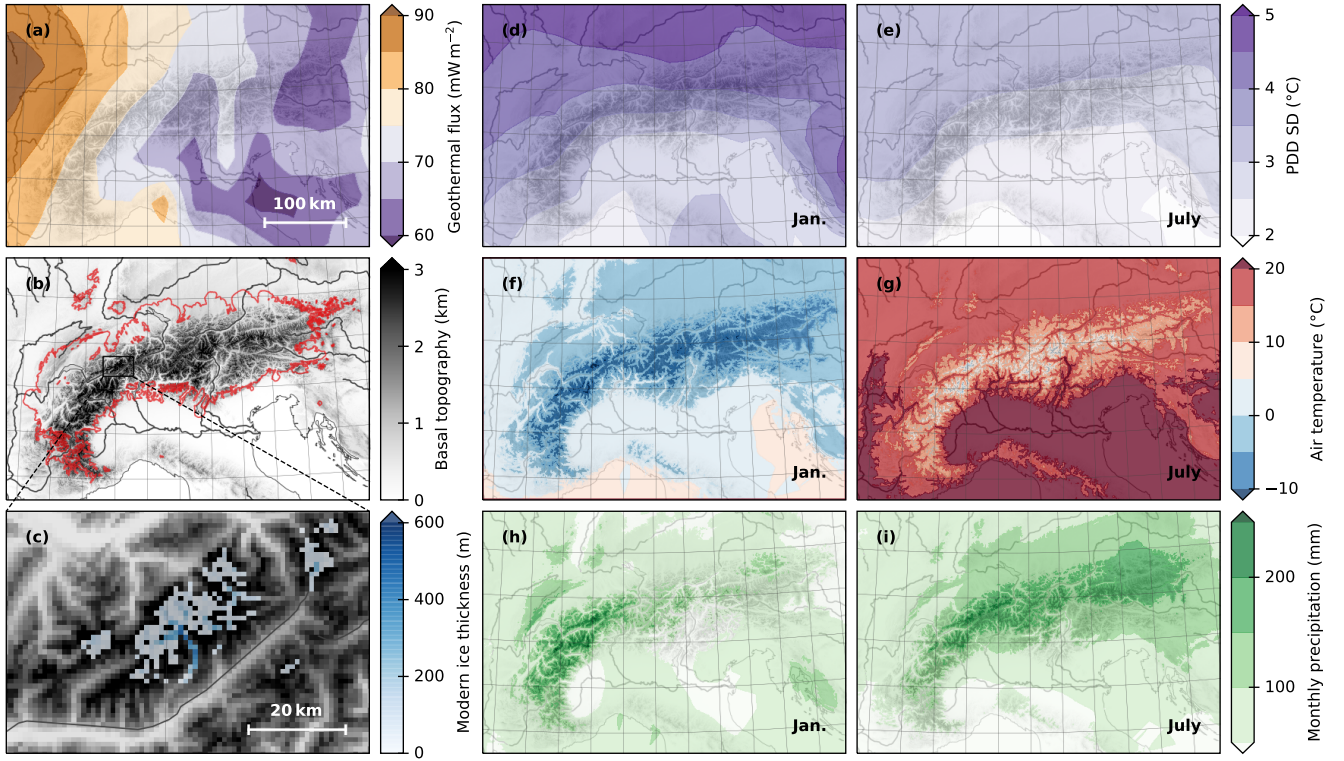 (a)
100 km
90
80
70
60
Geothermal flux (mW m−2)
(d)
Jan.
(e)
July
5
4
3
2
PDD SD (°C)
(b)
3
2
1
0
Basal topography (km)
(f)
Jan.
(g)
July
20
10
0
−10
Air temperature (°C)
(c)
20 km
600
400
200
0
Modern ice thickness (m)
(h)
Jan.
(i)
July
200
100
Monthly precipitation (mm)